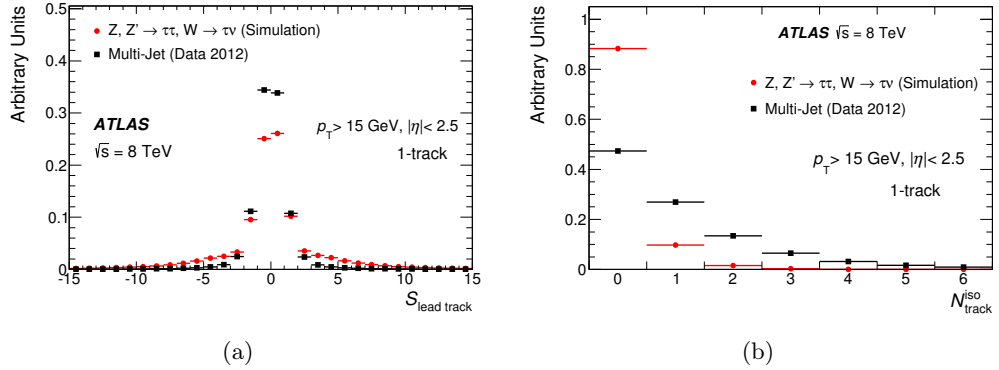 Arbitrary Units
0.5
0.4
0.3
0.2
0.1
0
Z, Z' → ττ, W → τν (Simulation)
Multi-Jet (Data 2012)
ATLAS
√s = 8 TeV
p_T > 15 GeV, |η| < 2.5
1-track
-15 -10 -5 0 5 10 15
S_lead track
(a)
Arbitrary Units
1
0.8
0.6
0.4
0.2
0
ATLAS √s = 8 TeV
Z, Z' → ττ, W → τν (Simulation)
Multi-Jet (Data 2012)
p_T > 15 GeV, |η| < 2.5
1-track
0 1 2 3 4 5 6
N^iso_track
(b)